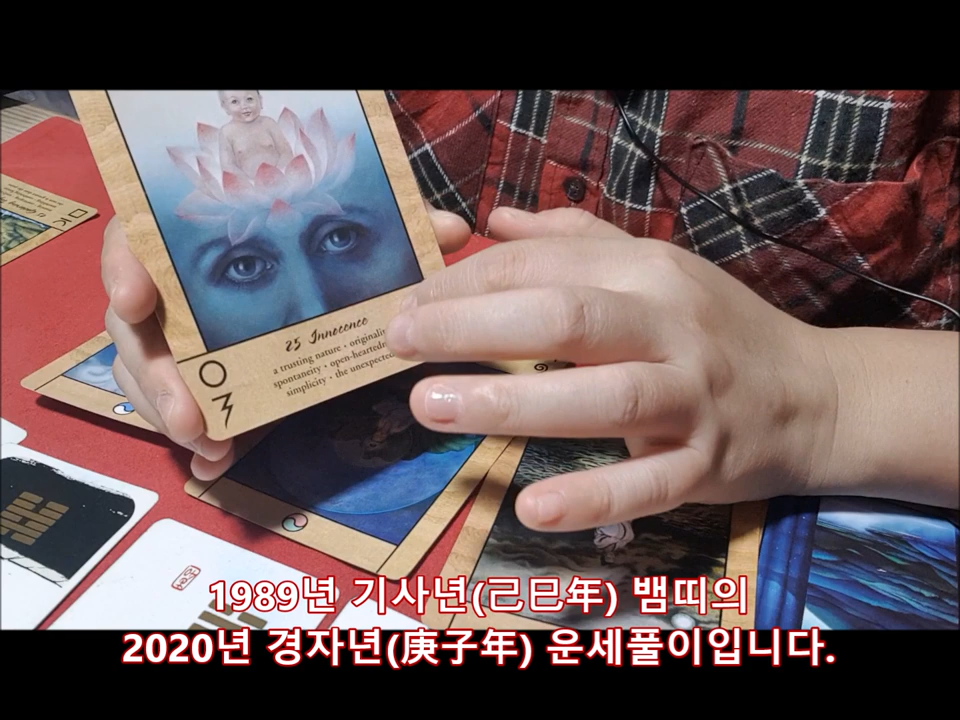 25 Innocence
a trusting nature • originality
spontaneity • open-hearted
simplicity • the unexpected
1989년 기사년(己巳年) 뱀띠의
2020년 경자년(庚子年) 운세풀이입니다.